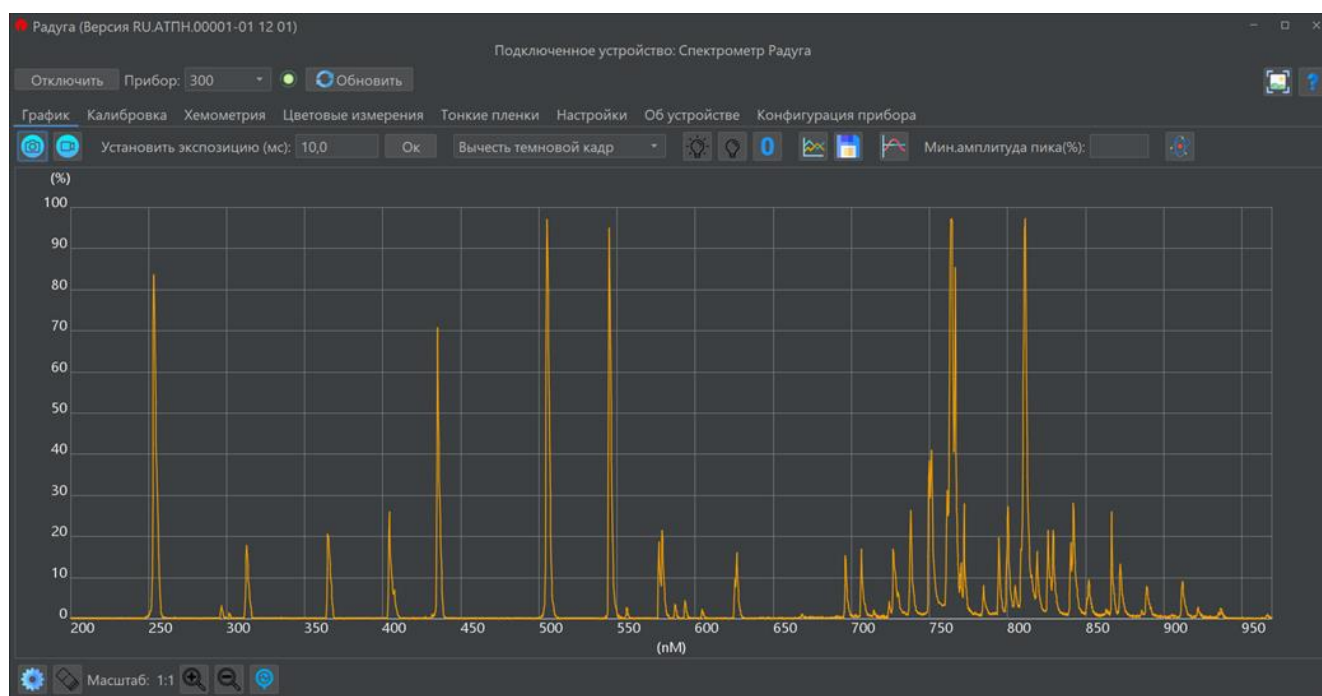 Радуга (Версия RU.АТПН.00001-01 12 01)
Подключенное устройство: Спектрометр Радуга
Отключить Прибор: 300 Обновить
График Калибровка Хемометрия Цветовые измерения Тонкие пленки Настройки Об устройстве Конфигурация прибора
Установить экспозицию (мс): 10,0 Ок Вычесть темновой кадр 0 Мин.амплитуда пика(%):
(%)
100
90
80
70
60
50
40
30
20
10
0
200 250 300 350 400 450 500 550 600 650 700 750 800 850 900 950
(nM)
Масштаб: 1:1